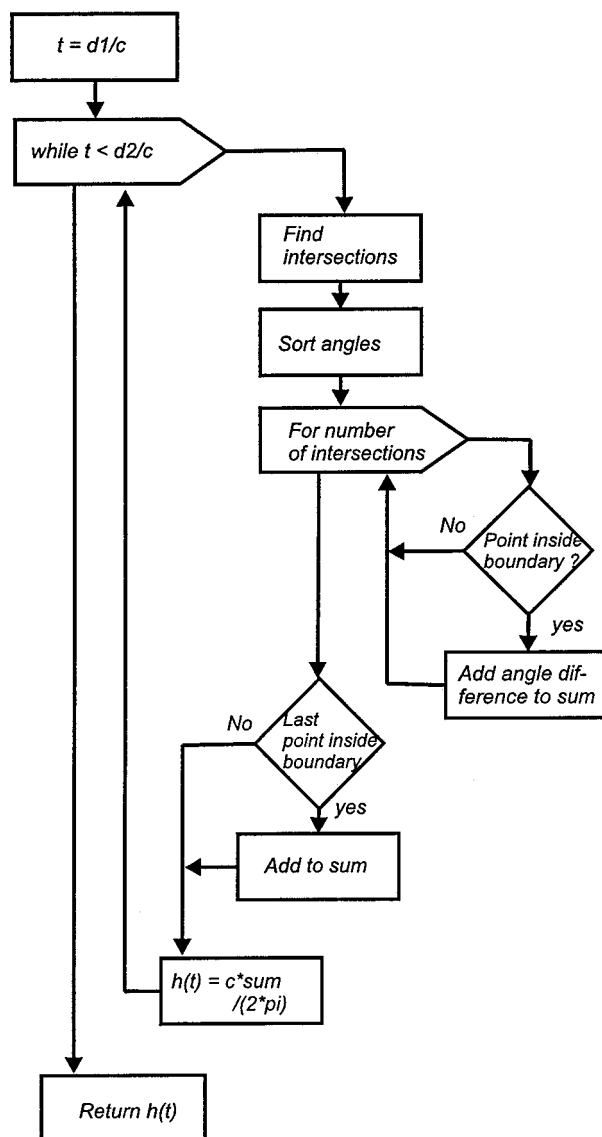 t = d1/c
while t < d2/c
Find
intersections
Sort angles
For number
of intersections
No
Point inside
boundary ?
yes
Add angle dif-
ference to sum
No
Last
point inside
boundary
yes
Add to sum
h(t) = c*sum
/(2*pi)
Return h(t)